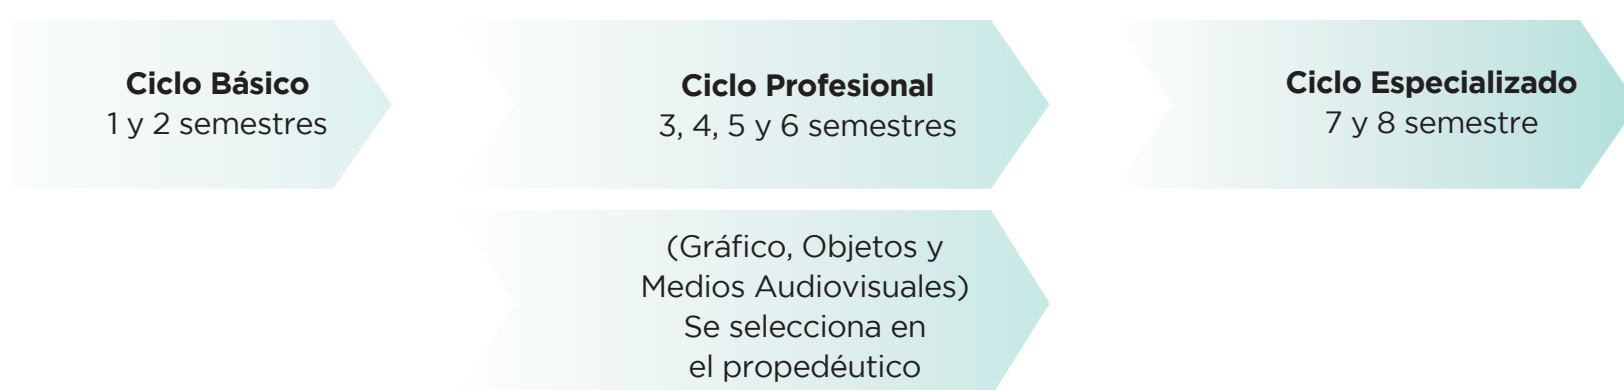 Ciclo Básico
1 y 2 semestres
Ciclo Profesional
3, 4, 5 y 6 semestres
(Gráfico, Objetos y
Medios Audiovisuales)
Se selecciona en
el propedéutico
Ciclo Especializado
7 y 8 semestre